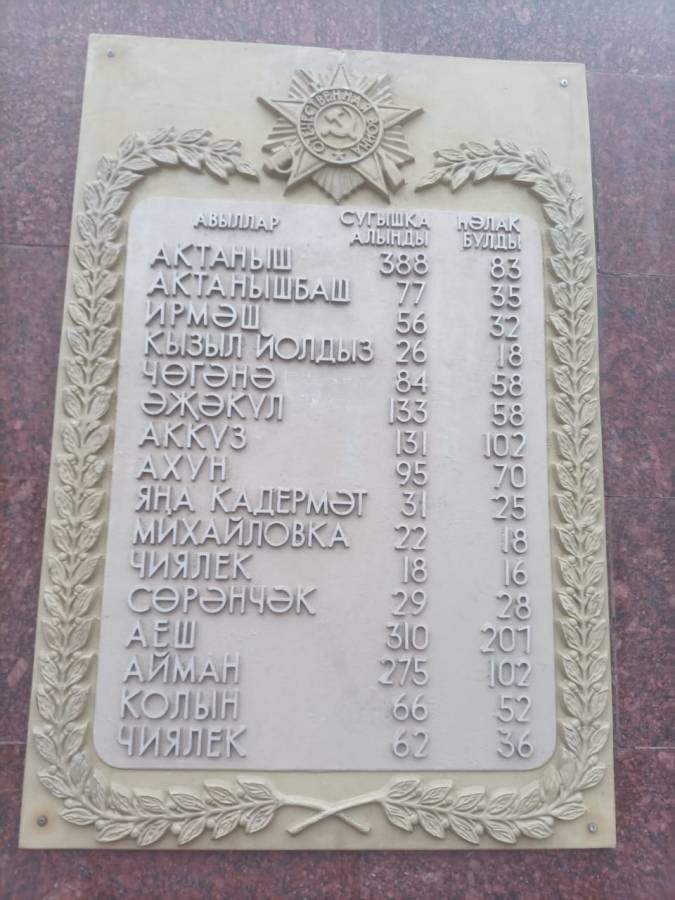 ОТЕЧЕСТВЕННАЯ ВОЙНА
АВЫЛЛАР СУГЫШКА АЛЫНДЫ ҺӘЛАК БУЛДЫ
АКТАНЫШ 388 83
АКТАНЫШБАШ 77 35
ИРМӘШ 56 32
КЫЗЫЛ ЙОЛДЫЗ 26 18
ЧӨГӘНӘ 84 58
ӘҖӘКҮЛ 133 58
АККУЗ 131 102
АХУН 95 70
ЯҢА КАДЕРМӘТ 31 25
МИХАЙЛОВКА 22 18
ЧИЯЛЕК 18 16
СӨРӘНЧӘК 29 28
АЕШ 310 201
АЙМАН 275 102
КОЛЫН 66 52
ЧИЯЛЕК 62 36